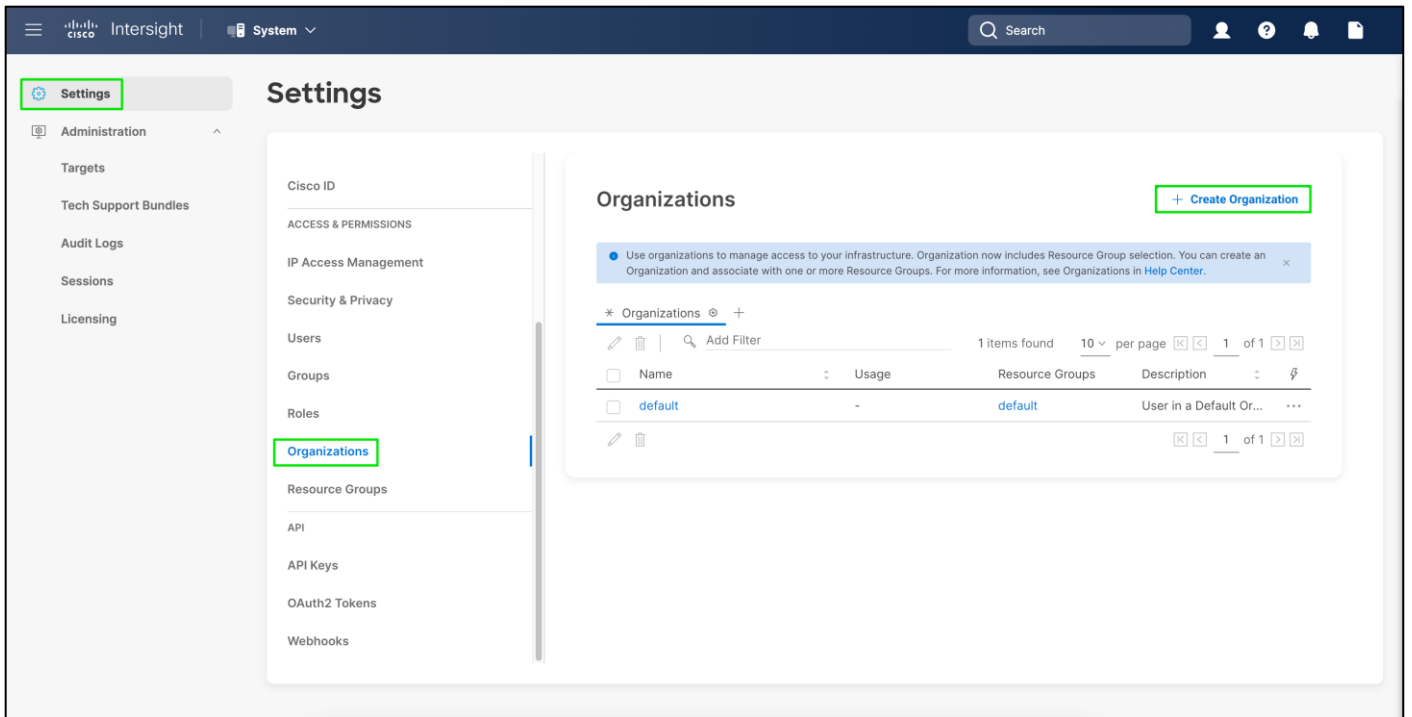 cisco Intersight System Search
Settings
Administration
Targets
Tech Support Bundles
Audit Logs
Sessions
Licensing
Settings
Cisco ID
ACCESS & PERMISSIONS
IP Access Management
Security & Privacy
Users
Groups
Roles
Organizations
Resource Groups
API
API Keys
OAuth2 Tokens
Webhooks
Organizations
+ Create Organization
Use organizations to manage access to your infrastructure. Organization now includes Resource Group selection. You can create an
Organization and associate with one or more Resource Groups. For more information, see Organizations in Help Center.
Organizations +
Add Filter 1 items found 10 per page 1 of 1
Name Usage Resource Groups Description
default - default User in a Default Or... ...
1 of 1